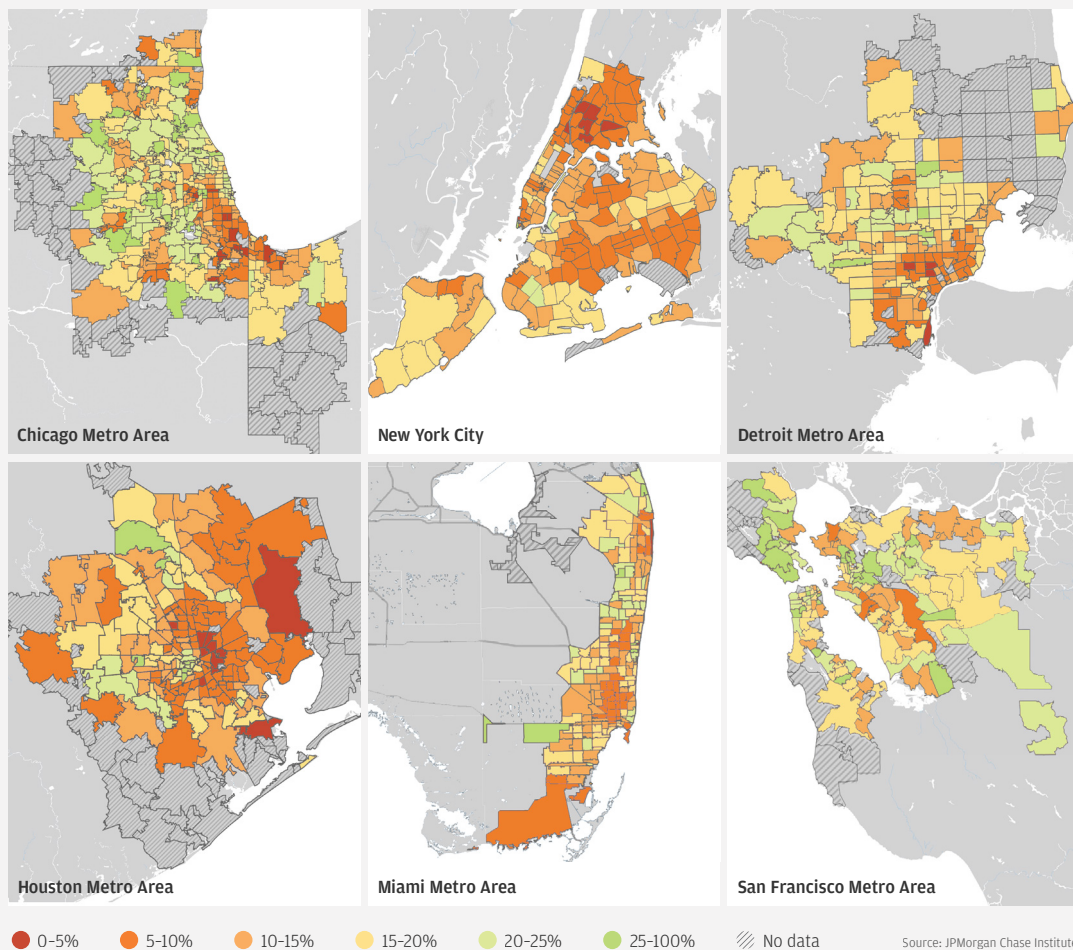 Chicago Metro Area
New York City
Detroit Metro Area
Houston Metro Area
Miami Metro Area
San Francisco Metro Area
0-5%
5-10%
10-15%
15-20%
20-25%
25-100%
No data
Source: JPMorgan Chase Institute